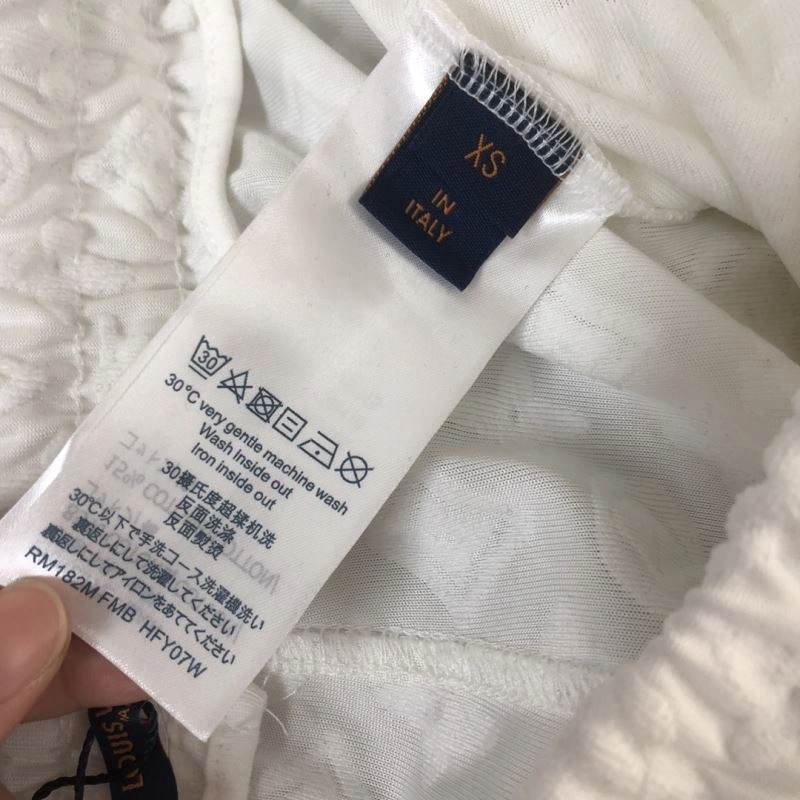 XS
IN
ITALY
30
30°C very gentle machine wash
Wash inside out
Iron inside out
30摄氏度超揉机洗
反面洗涤
反面熨烫
30℃以下で手洗コース洗濯機洗い
裏返しにして洗濯してください
裏返しにしてアイロンをあててください
RM182M FMB HFY07W
LOUIS